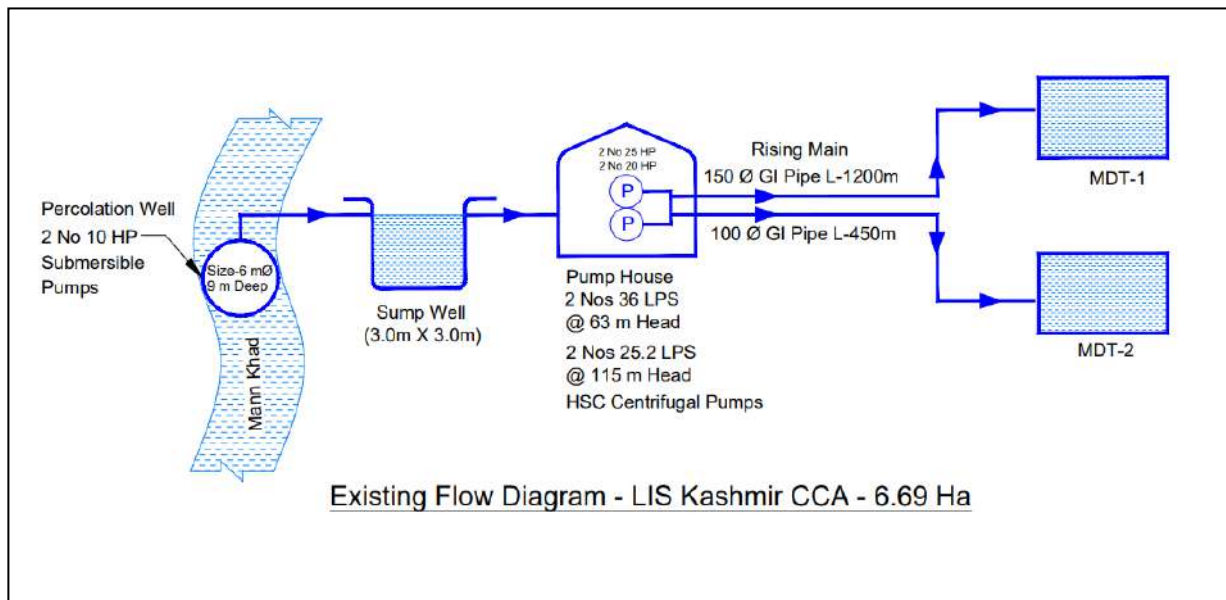 Percolation Well
2 No 10 HP
Submersible
Pumps
Size-6 mØ
9 m Deep
Mann Khad
Sump Well
(3.0m X 3.0m)
2 No 25 HP
2 No 20 HP
P
P
Pump House
2 Nos 36 LPS
@ 63 m Head
2 Nos 25.2 LPS
@ 115 m Head
HSC Centrifugal Pumps
Rising Main
150 Ø GI Pipe L-1200m
100 Ø GI Pipe L-450m
MDT-1
MDT-2
Existing Flow Diagram - LIS Kashmir CCA - 6.69 Ha